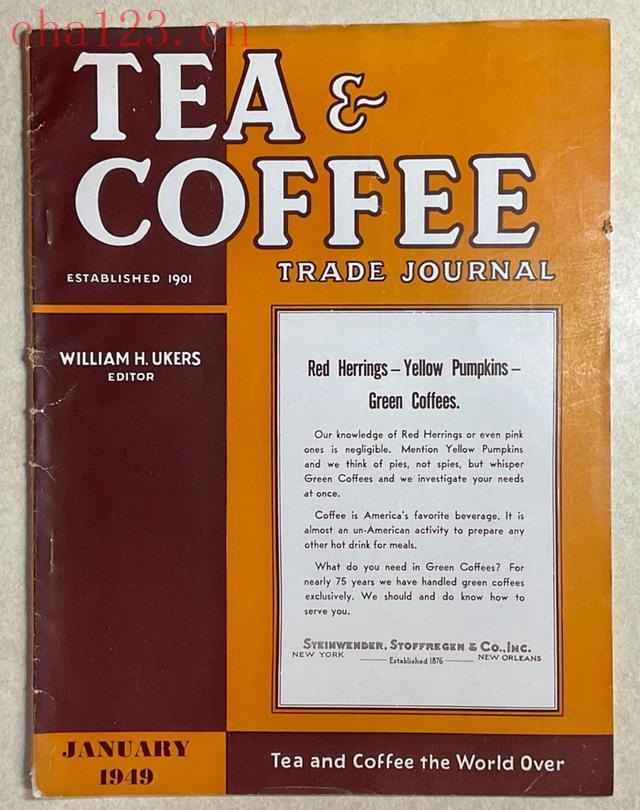 cha123.cn
TEA &
COFFEE
TRADE JOURNAL
ESTABLISHED 1901
WILLIAM H. UKERS
EDITOR
Red Herrings – Yellow Pumpkins –
Green Coffees.
Our knowledge of Red Herrings or even pink
ones is negligible. Mention Yellow Pumpkins
and we think of pies, not spies, but whisper
Green Coffees and we investigate your needs
at once.
Coffee is America's favorite beverage. It is
almost an un-American activity to prepare any
other hot drink for meals.
What do you need in Green Coffees? For
nearly 75 years we have handled green coffees
exclusively. We should and do know how to
serve you.
STEINWENDER, STOFFREGEN & CO., INC.
NEW YORK Established 1876 NEW ORLEANS
JANUARY
1949
Tea and Coffee the World Over